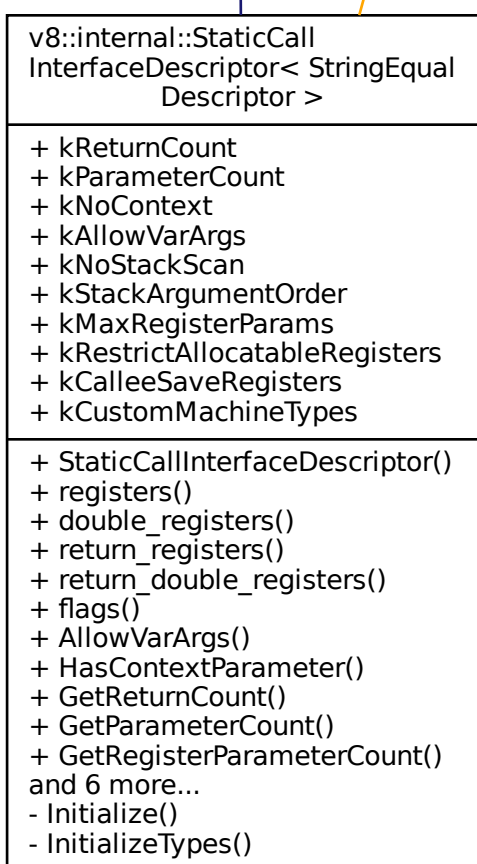 v8::internal::StaticCall
InterfaceDescriptor< StringEqual
Descriptor >
+ kReturnCount
+ kParameterCount
+ kNoContext
+ kAllowVarArgs
+ kNoStackScan
+ kStackArgumentOrder
+ kMaxRegisterParams
+ kRestrictAllocatableRegisters
+ kCalleeSaveRegisters
+ kCustomMachineTypes
+ StaticCallInterfaceDescriptor()
+ registers()
+ double_registers()
+ return_registers()
+ return_double_registers()
+ flags()
+ AllowVarArgs()
+ HasContextParameter()
+ GetReturnCount()
+ GetParameterCount()
+ GetRegisterParameterCount()
and 6 more...
- Initialize()
- InitializeTypes()